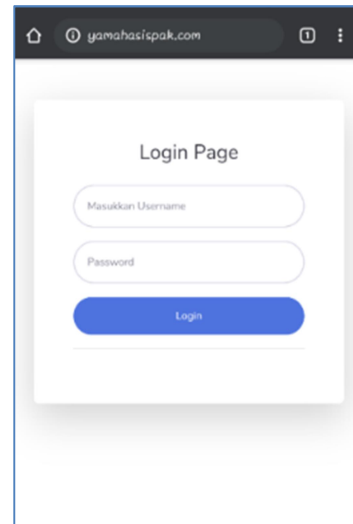 yamahasispak.com
1
Login Page
Masukkan Username
Password
Login